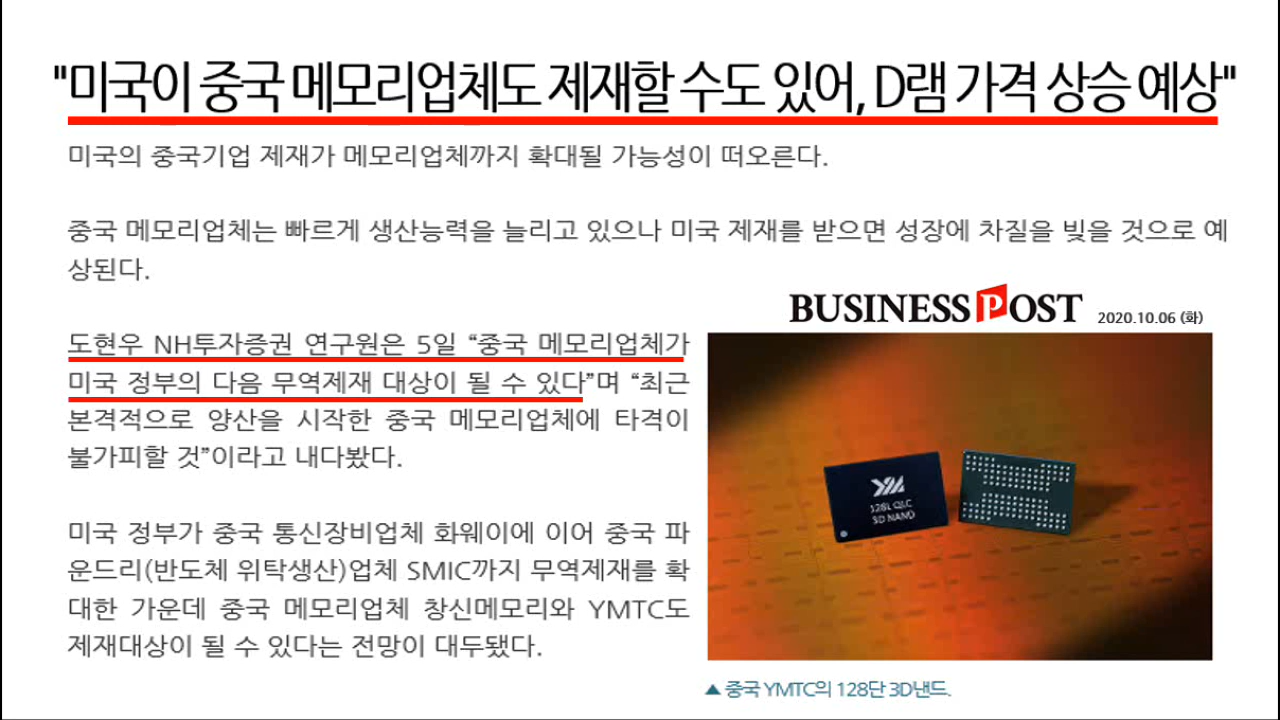 "미국이 중국 메모리업체도 제재할 수도 있어, D램 가격 상승 예상"
미국의 중국기업 제재가 메모리업체까지 확대될 가능성이 떠오른다.
중국 메모리업체는 빠르게 생산능력을 늘리고 있으나 미국 제재를 받으면 성장에 차질을 빚을 것으로 예
상된다.
BUSINESS POST 2020.10.06 (화)
도현우 NH투자증권 연구원은 5일 “중국 메모리업체가
미국 정부의 다음 무역제재 대상이 될 수 있다”며 “최근
본격적으로 양산을 시작한 중국 메모리업체에 타격이
불가피할 것”이라고 내다봤다.
미국 정부가 중국 통신장비업체 화웨이에 이어 중국 파
운드리(반도체 위탁생산)업체 SMIC까지 무역제재를 확
대한 가운데 중국 메모리업체 창신메모리와 YMTC도
제재대상이 될 수 있다는 전망이 대두됐다.
128L QLC
3D NAND
▲ 중국 YMTC의 128단 3D낸드.